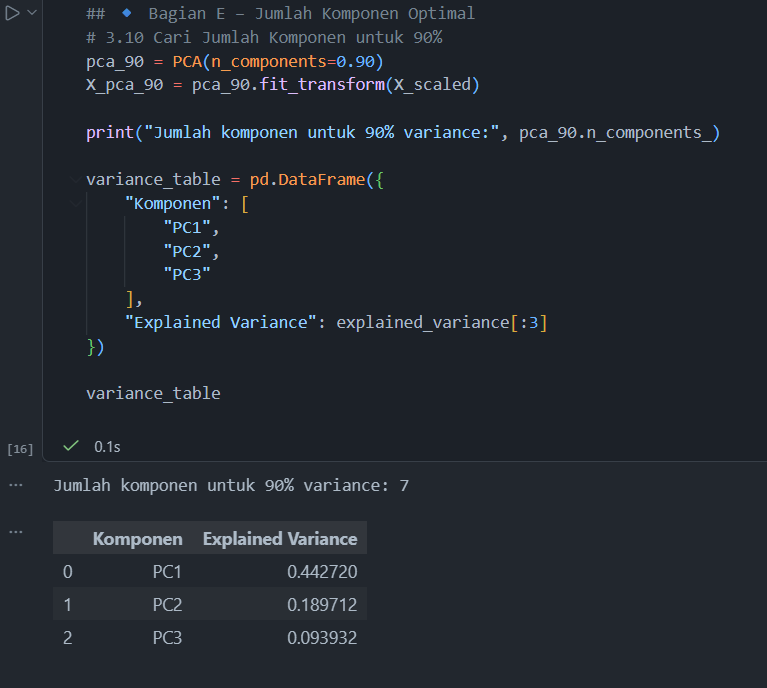 ## 🔹 Bagian E – Jumlah Komponen Optimal
# 3.10 Cari Jumlah Komponen untuk 90%
pca_90 = PCA(n_components=0.90)
X_pca_90 = pca_90.fit_transform(X_scaled)
print("Jumlah komponen untuk 90% variance:", pca_90.n_components_)
variance_table = pd.DataFrame({
    "Komponen": [
        "PC1",
        "PC2",
        "PC3"
    ],
    "Explained Variance": explained_variance[:3]
})
variance_table
[16] 0.1s
... Jumlah komponen untuk 90% variance: 7
...
Komponen Explained Variance
0 PC1 0.442720
1 PC2 0.189712
2 PC3 0.093932